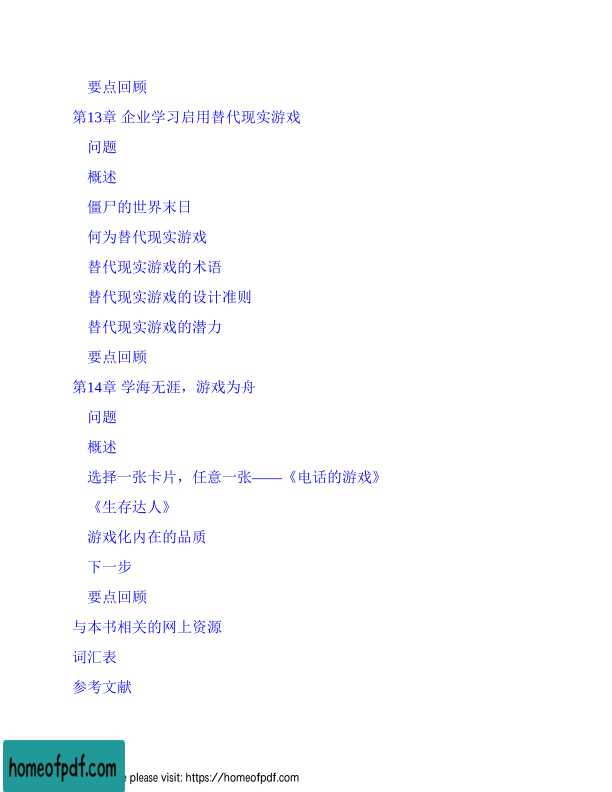 要点回顾
第13章 企业学习启用替代现实游戏
问题
概述
僵尸的世界末日
何为替代现实游戏
替代现实游戏的术语
替代现实游戏的设计准则
替代现实游戏的潜力
要点回顾
第14章 学海无涯，游戏为舟
问题
概述
选择一张卡片，任意一张——《电话的游戏》
《生存达人》
游戏化内在的品质
下一步
要点回顾
与本书相关的网上资源
词汇表
参考文献
homeofpdf.com
please visit: https://homeofpdf.com